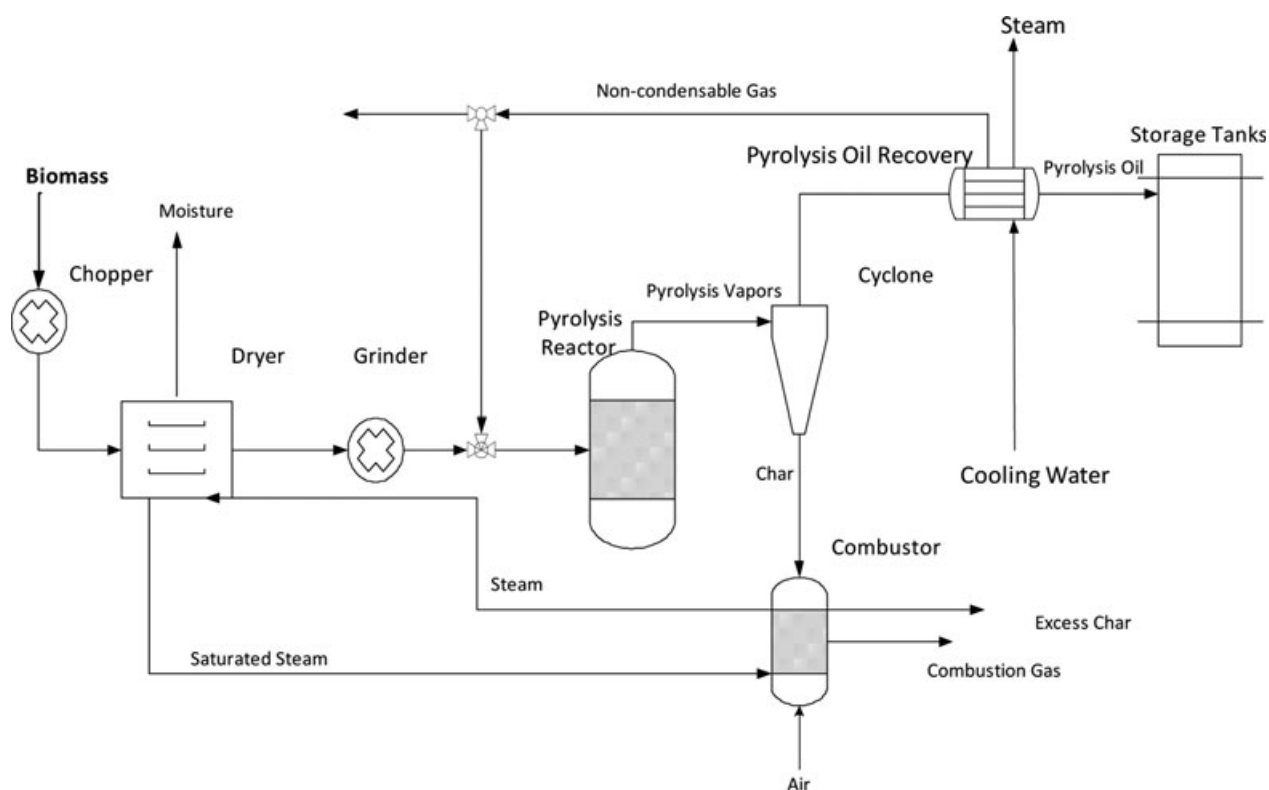 Steam
Non-condensable Gas
Storage Tanks
Pyrolysis Oil Recovery
Pyrolysis Oil
Biomass
Moisture
Chopper
Cyclone
Pyrolysis Vapors
Pyrolysis
Reactor
Dryer
Grinder
Char
Cooling Water
Combustor
Steam
Excess Char
Saturated Steam
Combustion Gas
Air